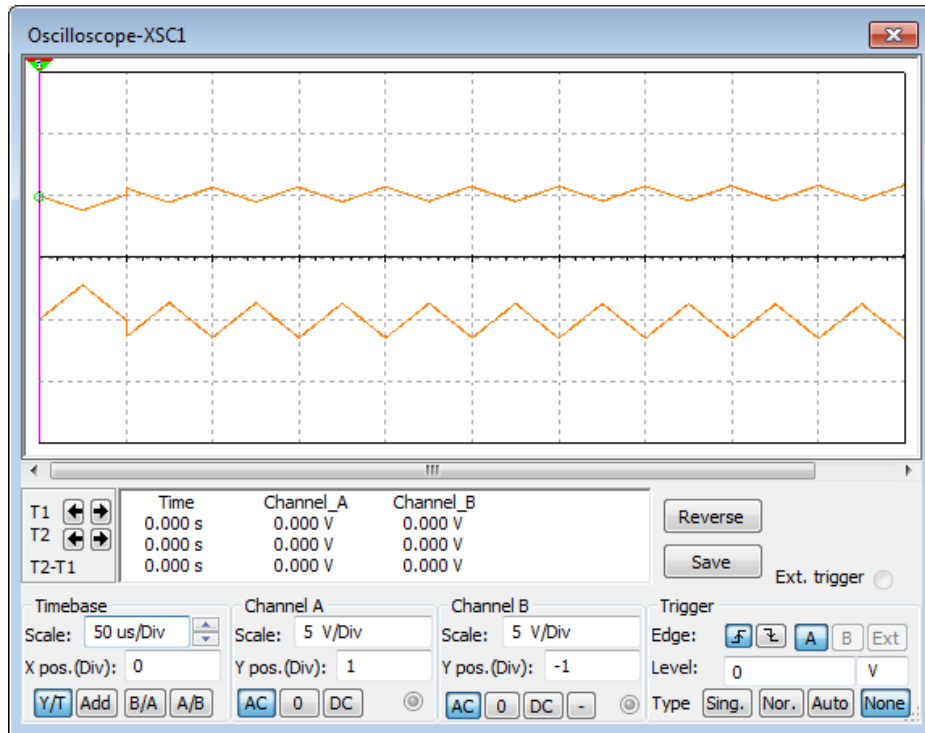 Oscilloscope-XSC1
T1
T2
T2-T1
Time Channel_A Channel_B
0.000 s 0.000 V 0.000 V
0.000 s 0.000 V 0.000 V
0.000 s 0.000 V 0.000 V
Reverse
Save
Ext. trigger
Timebase
Scale: 50 us/Div
X pos.(Div): 0
Y/T Add B/A A/B
Channel A
Scale: 5 V/Div
Y pos.(Div): 1
AC 0 DC
Channel B
Scale: 5 V/Div
Y pos.(Div): -1
AC 0 DC -
Trigger
Edge: A B Ext
Level: 0 V
Type Sing. Nor. Auto None